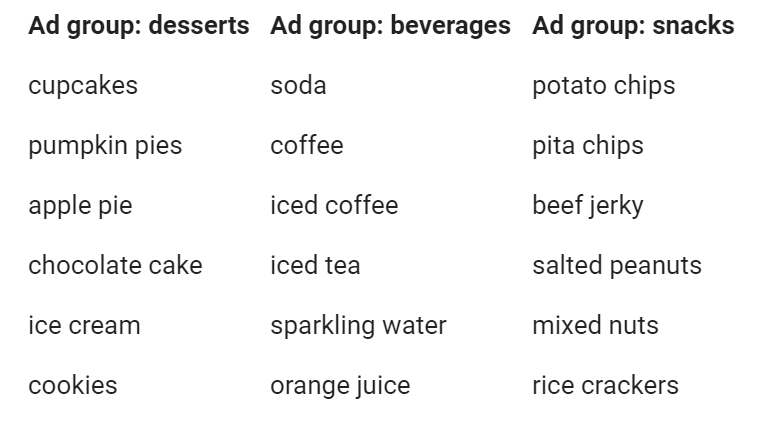 Ad group: desserts Ad group: beverages Ad group: snacks
cupcakes soda potato chips
pumpkin pies coffee pita chips
apple pie iced coffee beef jerky
chocolate cake iced tea salted peanuts
ice cream sparkling water mixed nuts
cookies orange juice rice crackers